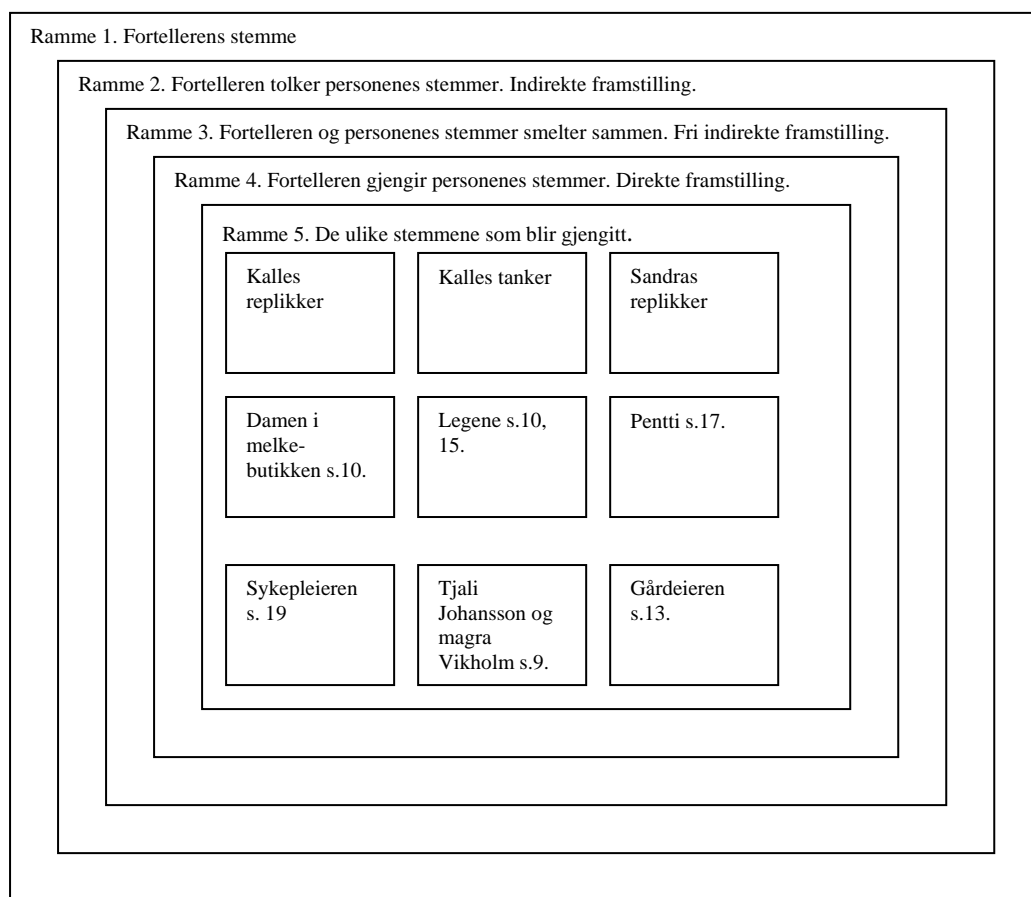 Ramme 1. Fortellerens stemme
Ramme 2. Fortelleren tolker personenes stemmer. Indirekte framstilling.
Ramme 3. Fortelleren og personenes stemmer smelter sammen. Fri indirekte framstilling.
Ramme 4. Fortelleren gjengir personenes stemmer. Direkte framstilling.
Ramme 5. De ulike stemmene som blir gjengitt.
Kalles
replikker
Kalles tanker
Sandras
replikker
Damen i
melke-
butikken s.10.
Legene s.10,
15.
Pentti s.17.
Sykepleieren
s. 19
Tjali
Johansson og
magra
Vikholm s.9.
Gårdeieren
s.13.